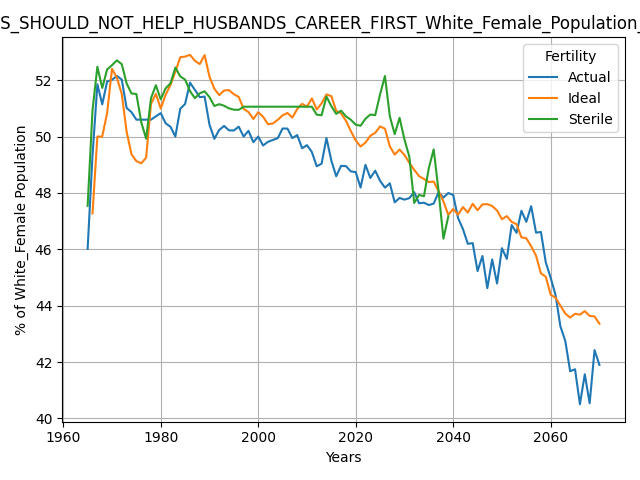 S_SHOULD_NOT_HELP_HUSBANDS_CAREER_FIRST_White_Female_Population_
Fertility
Actual
Ideal
Sterile
% of White_Female Population
52
50
48
46
44
42
40
1960
1980
2000
2020
2040
2060
Years